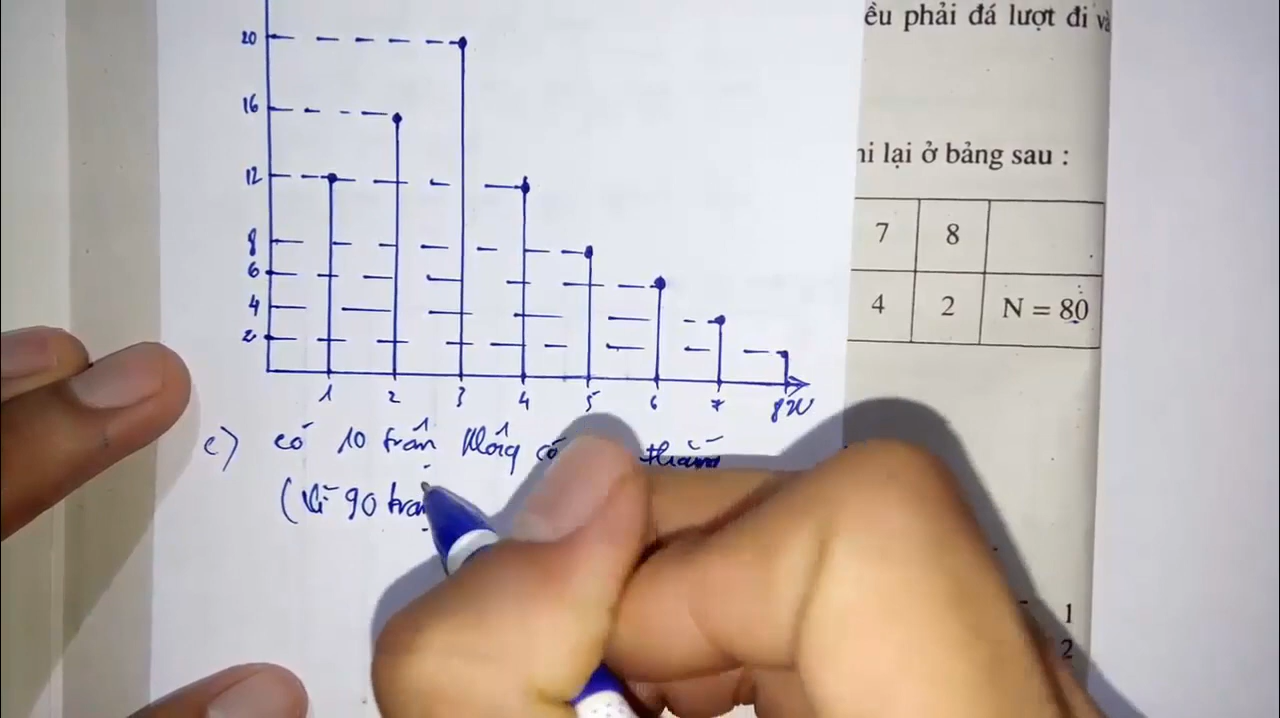 ều phải đá lượt đi và
ni lại ở bảng sau :
7 8
4 2 N = 80
1
2
20
16
12
8
6
4
2
1 2 3 4 5 6 7 8
c) có 10 trận không có thắng
(Vì 90 trận